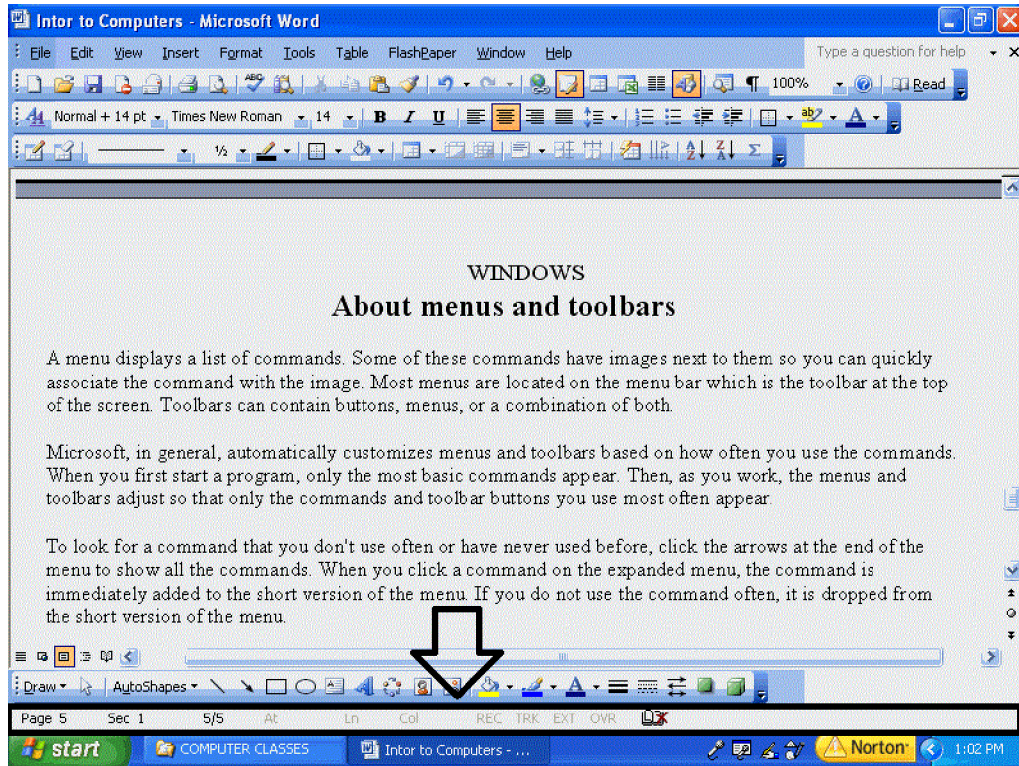 Intor to Computers - Microsoft Word
File Edit View Insert Format Tools Table FlashPaper Window Help Type a question for help
ABC 100% Read
Normal + 14 pt Times New Roman 14 B I U ab A
½ A Z Z A Σ
WINDOWS
About menus and toolbars
A menu displays a list of commands. Some of these commands have images next to them so you can quickly
associate the command with the image. Most menus are located on the menu bar which is the toolbar at the top
of the screen. Toolbars can contain buttons, menus, or a combination of both.
Microsoft, in general, automatically customizes menus and toolbars based on how often you use the commands.
When you first start a program, only the most basic commands appear. Then, as you work, the menus and
toolbars adjust so that only the commands and toolbar buttons you use most often appear.
To look for a command that you don't use often or have never used before, click the arrows at the end of the
menu to show all the commands. When you click a command on the expanded menu, the command is
immediately added to the short version of the menu. If you do not use the command often, it is dropped from
the short version of the menu.
Draw AutoShapes A
Page 5 Sec 1 5/5 At Ln Col REC TRK EXT OVR
start COMPUTER CLASSES Intor to Computers - ... Norton 1:02 PM